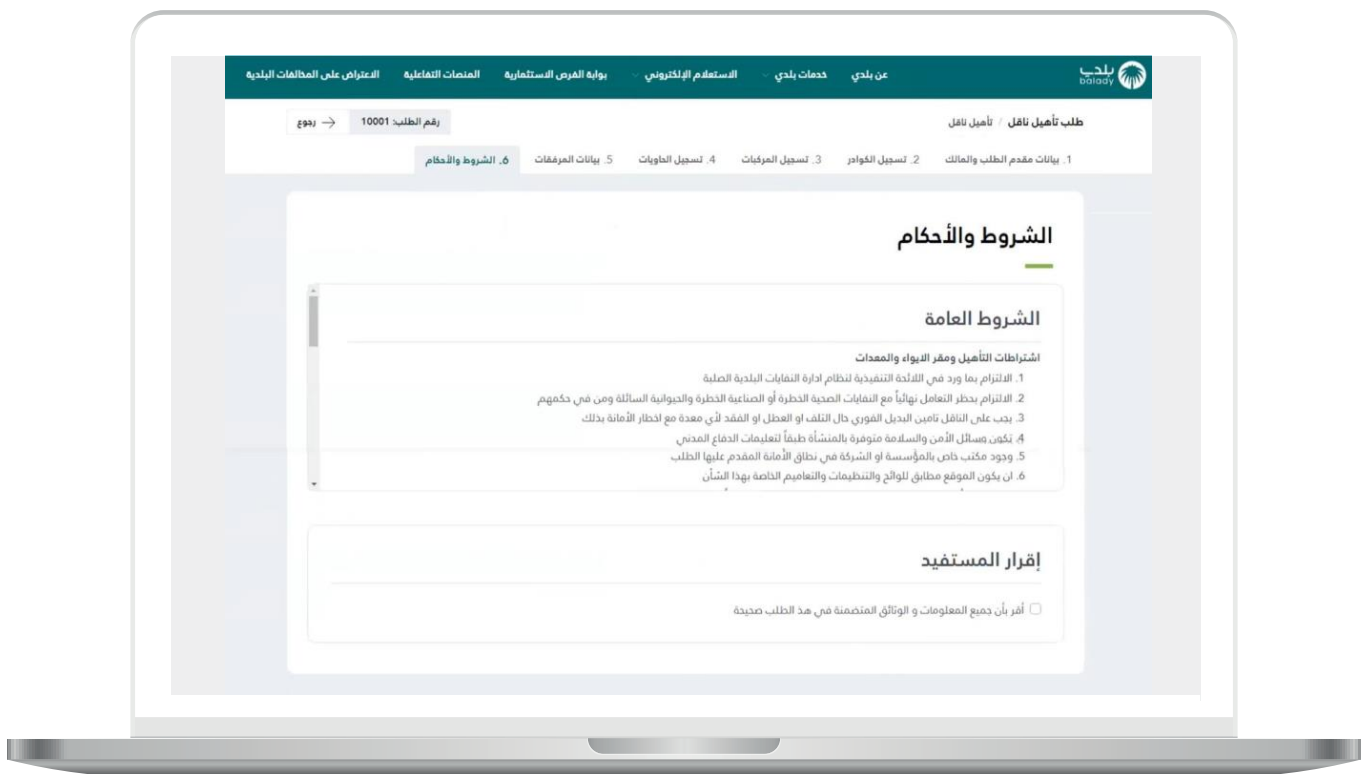 بلدي
balady
عن بلدي
خدمات بلدي
الاستعلام الإلكتروني
بوابة الفرص الاستثمارية
المنصات التفاعلية
الاعتراض على المخالفات البلدية
طلب تأهيل ناقل / تأهيل ناقل
رقم الطلب: 10001
رجوع
1. بيانات مقدم الطلب والمالك
2. تسجيل الكوادر
3. تسجيل المركبات
4. تسجيل الحاويات
5. بيانات المرفقات
6. الشروط والأحكام
الشروط والأحكام
الشروط العامة
اشتراطات التأهيل ومقر الايواء والمعدات
1. الالتزام بما ورد في اللائحة التنفيذية لنظام ادارة النفايات البلدية الصلبة
2. الالتزام بحظر التعامل نهائياً مع النفايات الصحية الخطرة أو الصناعية الخطرة والحيوانية السائلة ومن في حكمهم
3. يجب على الناقل تامين البديل الفوري حال التلف او العطل او الفقد لأي معدة مع اخطار الأمانة بذلك
4. تكون وسائل الأمن والسلامة متوفرة بالمنشأة طبقاً لتعليمات الدفاع المدني
5. وجود مكتب خاص بالمؤسسة او الشركة في نطاق الأمانة المقدم عليها الطلب
6. ان يكون الموقع مطابق للوائح والتنظيمات والتعاميم الخاصة بهذا الشأن
إقرار المستفيد
أقر بأن جميع المعلومات و الوثائق المتضمنة في هذ الطلب صحيحة